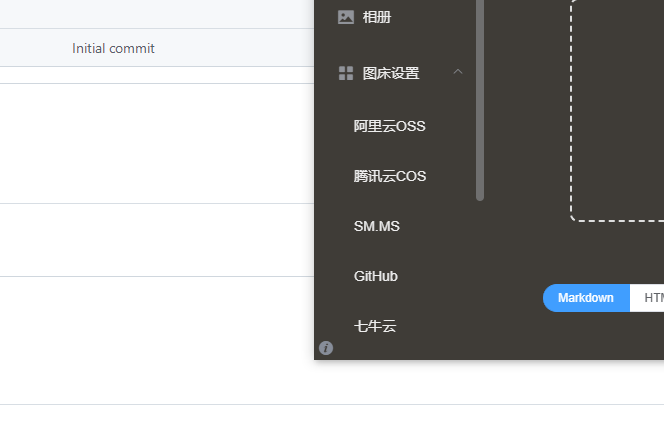 Initial commit
相册
图床设置
阿里云OSS
腾讯云COS
SM.MS
GitHub
七牛云
Markdown
HTM